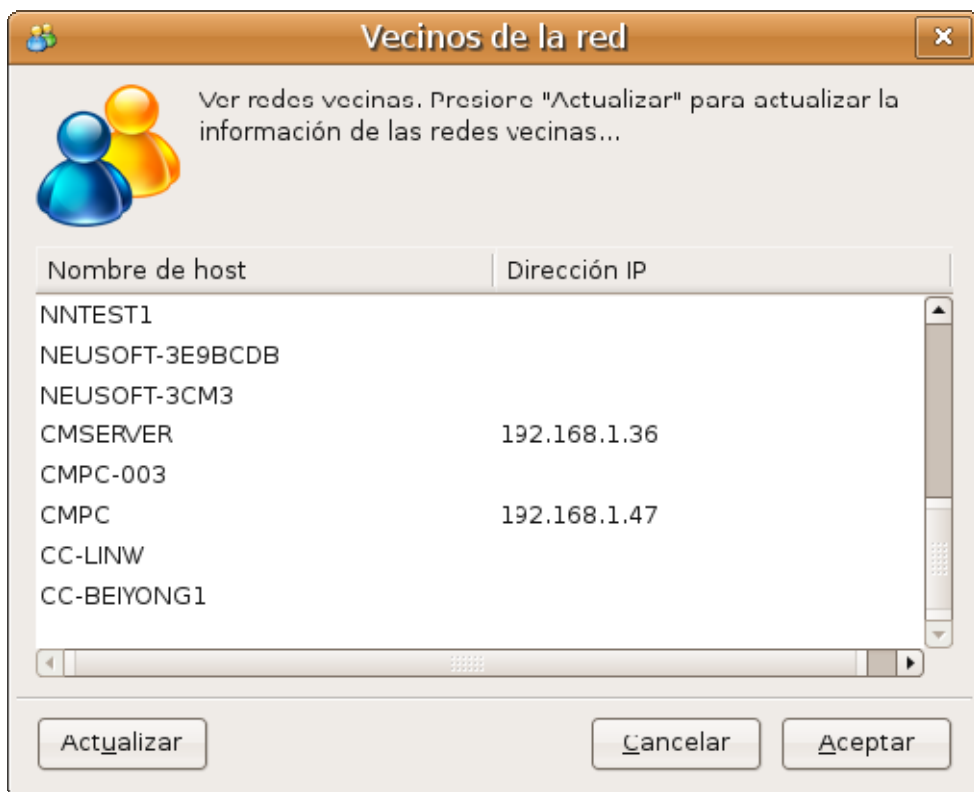 Vecinos de la red
Ver redes vecinas. Presione "Actualizar" para actualizar la
información de las redes vecinas...
Nombre de host Dirección IP
NNTEST1
NEUSOFT-3E9BCDB
NEUSOFT-3CM3
CMSERVER 192.168.1.36
CMPC-003
CMPC 192.168.1.47
CC-LINW
CC-BEIYONG1
Actualizar Cancelar Aceptar